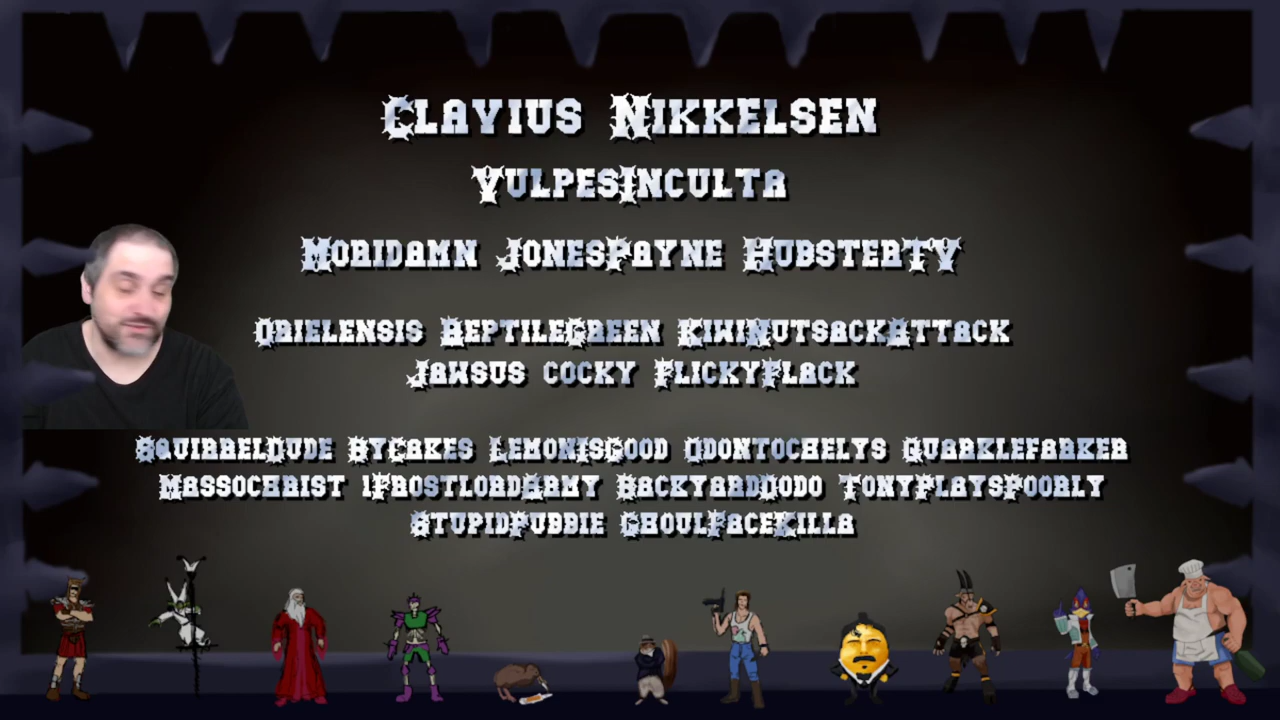 Clavius Nikkelsen
VulpesInculta
Moridamn JonesPayne HubsterTV
Orielensis ReptileGreen KiwiNutsackAttack
Jawsus cocky FlickyFlack
SquirrelDude ByCakes LemonIsGood Odontochelys Quarklefarker
Massochrist 1FrostlordArmy BackyardDodo TonyPlaysPoorly
StupidPubbie GhoulFaceKilla